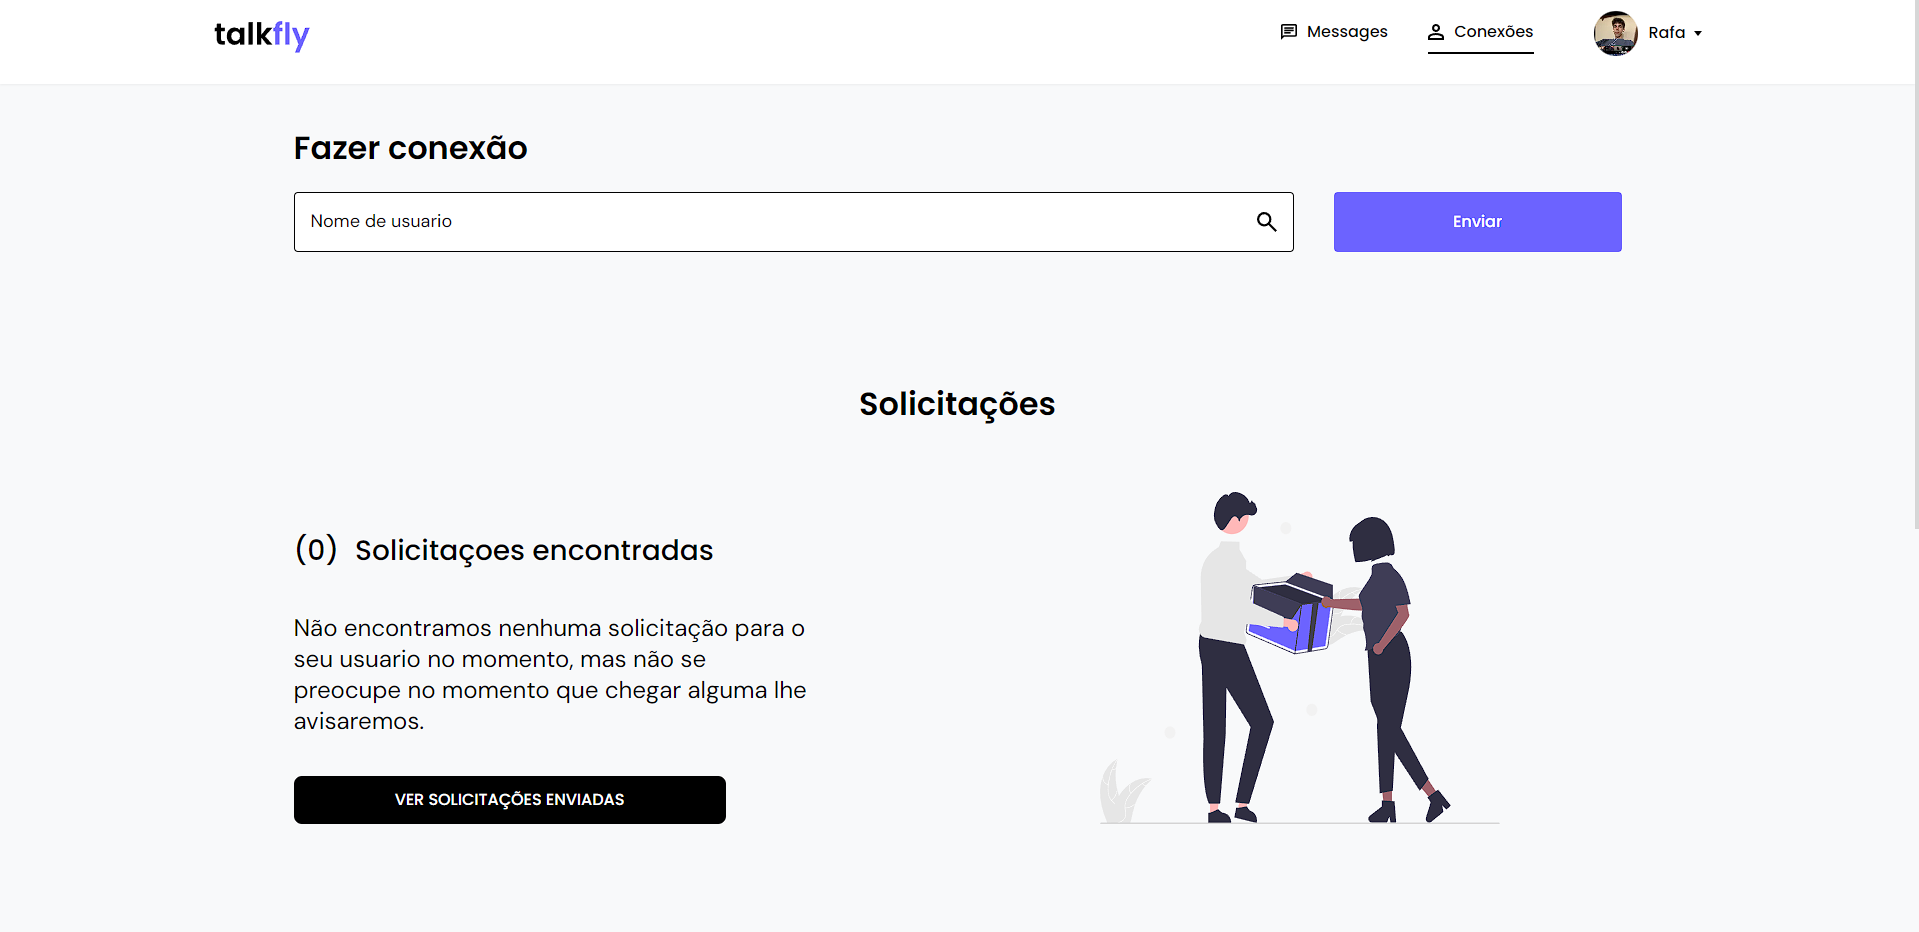 talkfly
Messages
Conexões
Rafa
Fazer conexão
Nome de usuario
Enviar
Solicitações
(0) Solicitaçoes encontradas
Não encontramos nenhuma solicitação para o
seu usuario no momento, mas não se
preocupe no momento que chegar alguma lhe
avisaremos.
VER SOLICITAÇÕES ENVIADAS